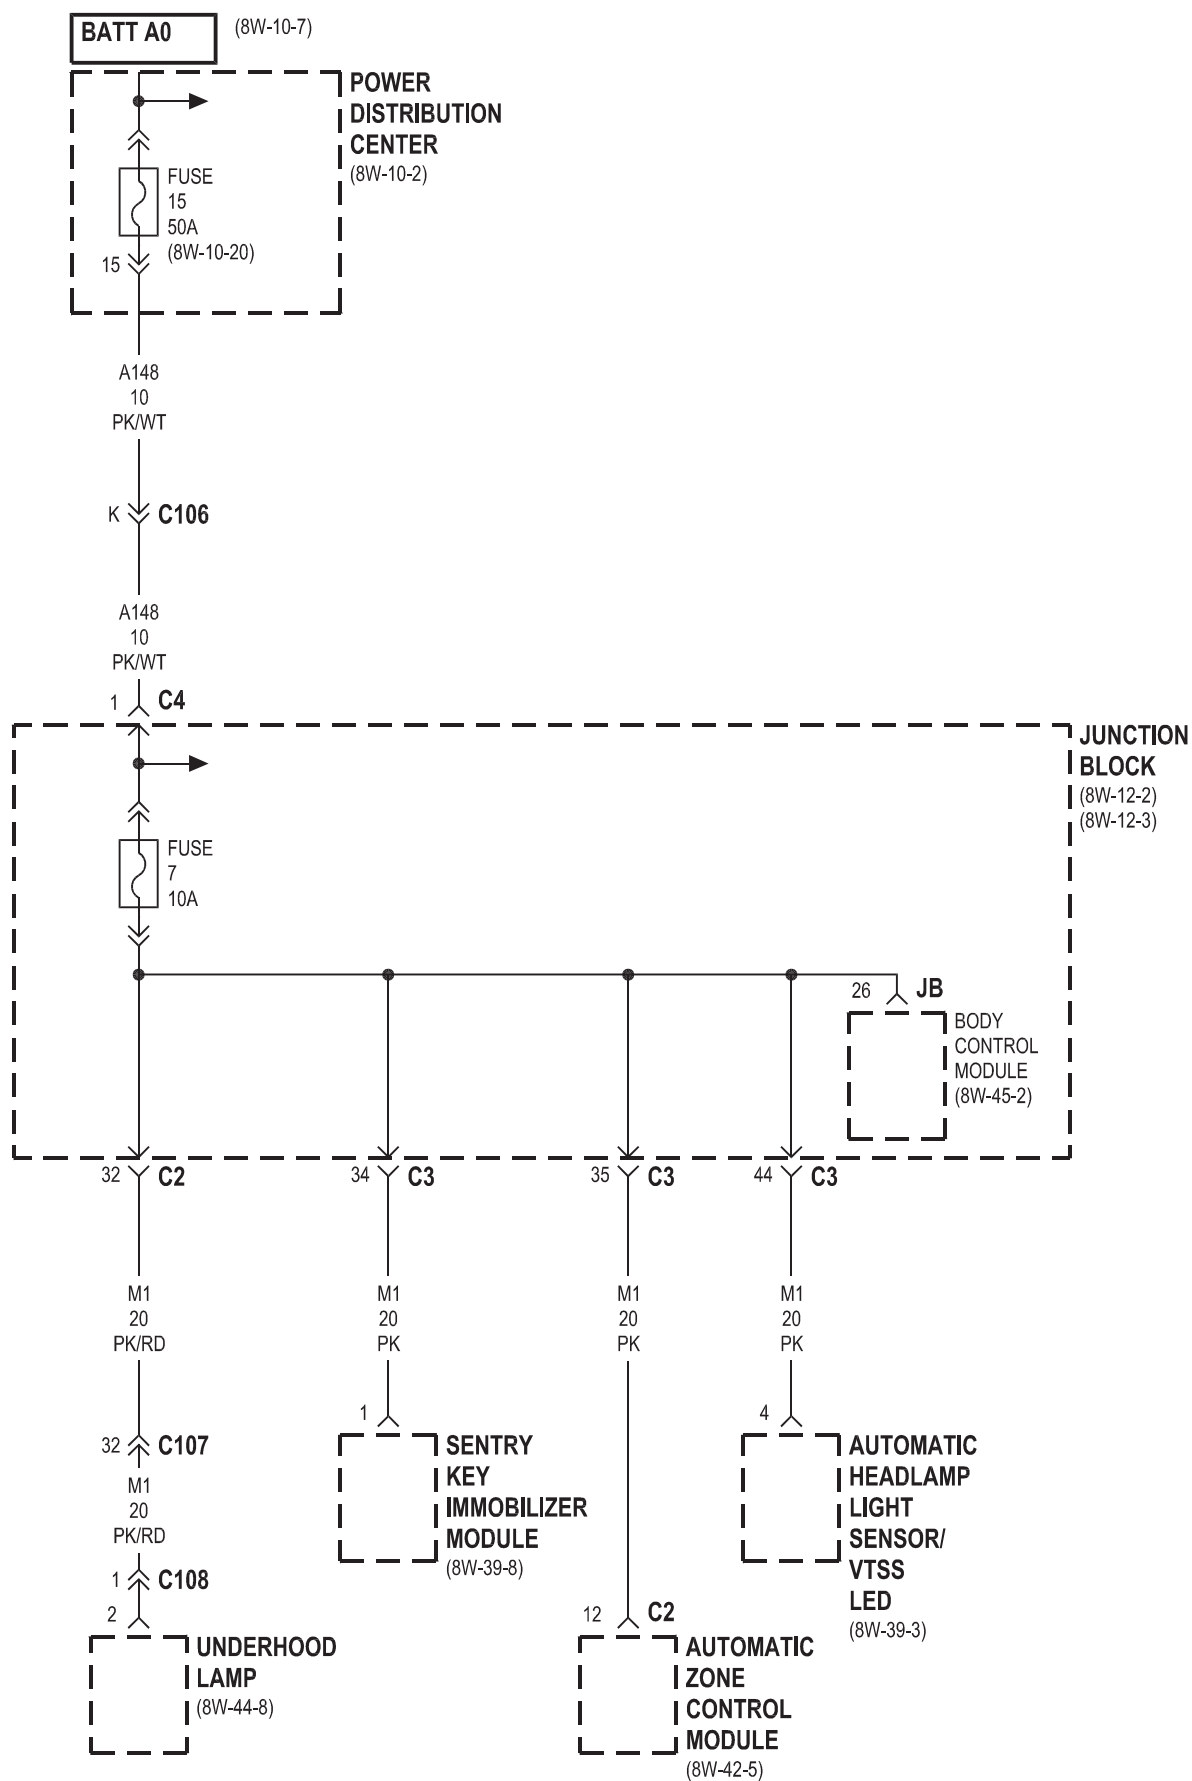 BATT A0
(8W-10-7)
POWER
DISTRIBUTION
CENTER
(8W-10-2)
FUSE
15
50A
(8W-10-20)
15
A148
10
PK/WT
K
C106
A148
10
PK/WT
1
C4
JUNCTION
BLOCK
(8W-12-2)
(8W-12-3)
FUSE
7
10A
26
JB
BODY
CONTROL
MODULE
(8W-45-2)
32
C2
34
C3
35
C3
44
C3
M1
20
PK/RD
M1
20
PK
M1
20
PK
M1
20
PK
32
C107
M1
20
PK/RD
1
C108
2
UNDERHOOD
LAMP
(8W-44-8)
1
SENTRY
KEY
IMMOBILIZER
MODULE
(8W-39-8)
12
C2
AUTOMATIC
ZONE
CONTROL
MODULE
(8W-42-5)
4
AUTOMATIC
HEADLAMP
LIGHT
SENSOR/
VTSS
LED
(8W-39-3)